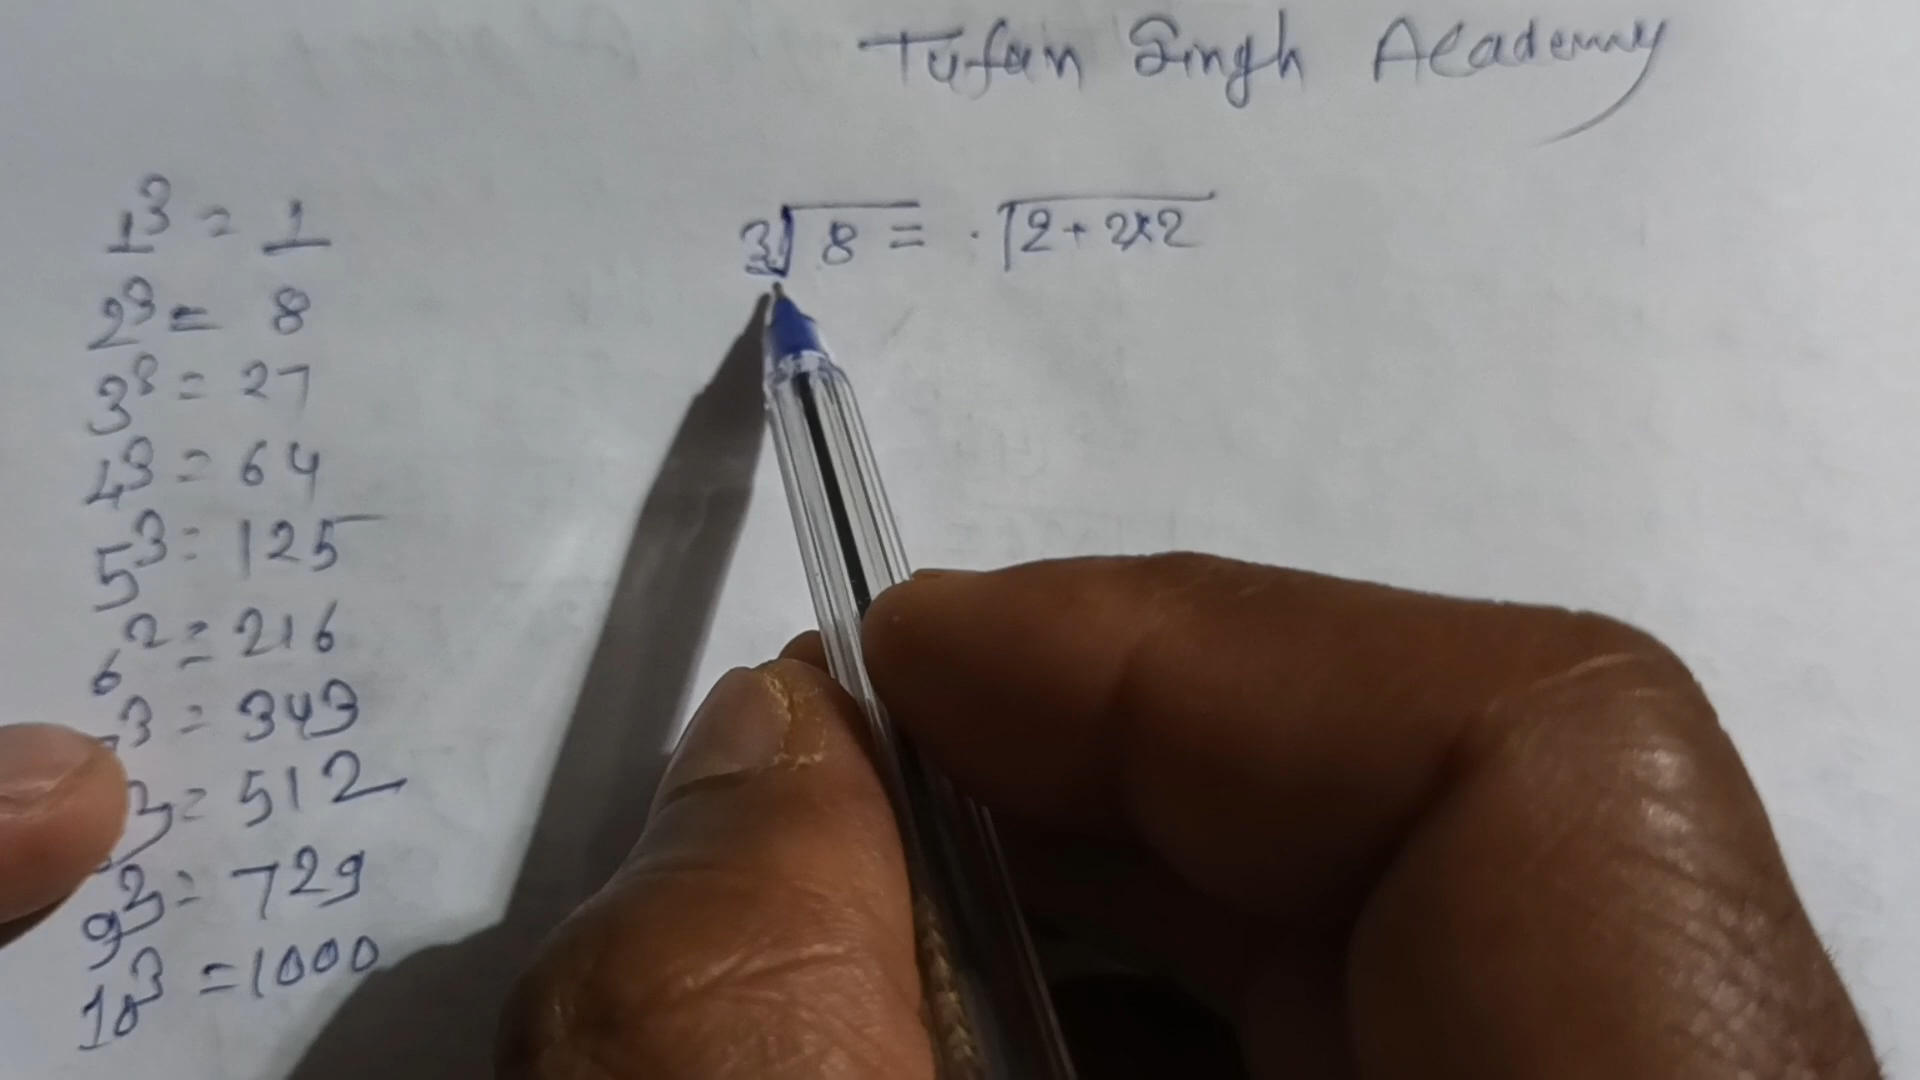 Tufan Singh Academy
1³ = 1
∛8 = √2+2×2
2³ = 8
3³ = 27
4³ = 64
5³ = 125
6² = 216
3 = 343
3 = 512
9³ = 729
10³ = 1000